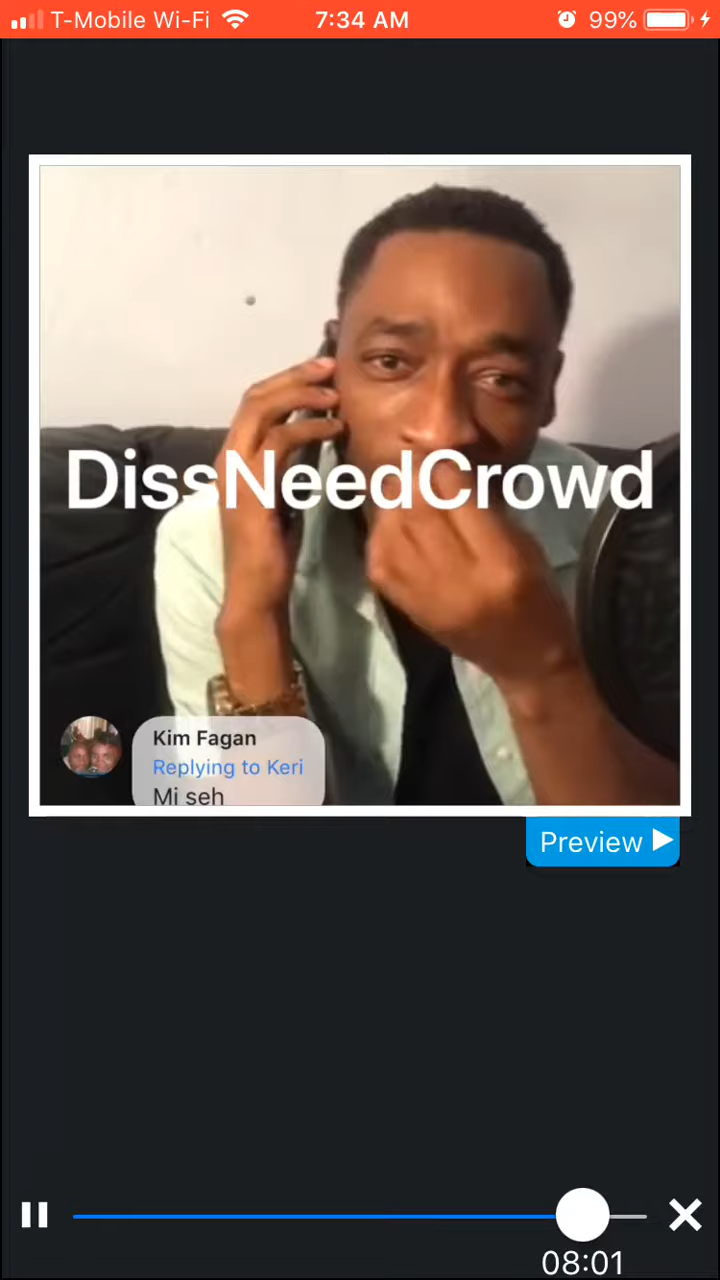 T-Mobile Wi-Fi 7:34 AM 99%
DissNeedCrowd
Kim Fagan
Replying to Keri
Mi seh
Preview
08:01